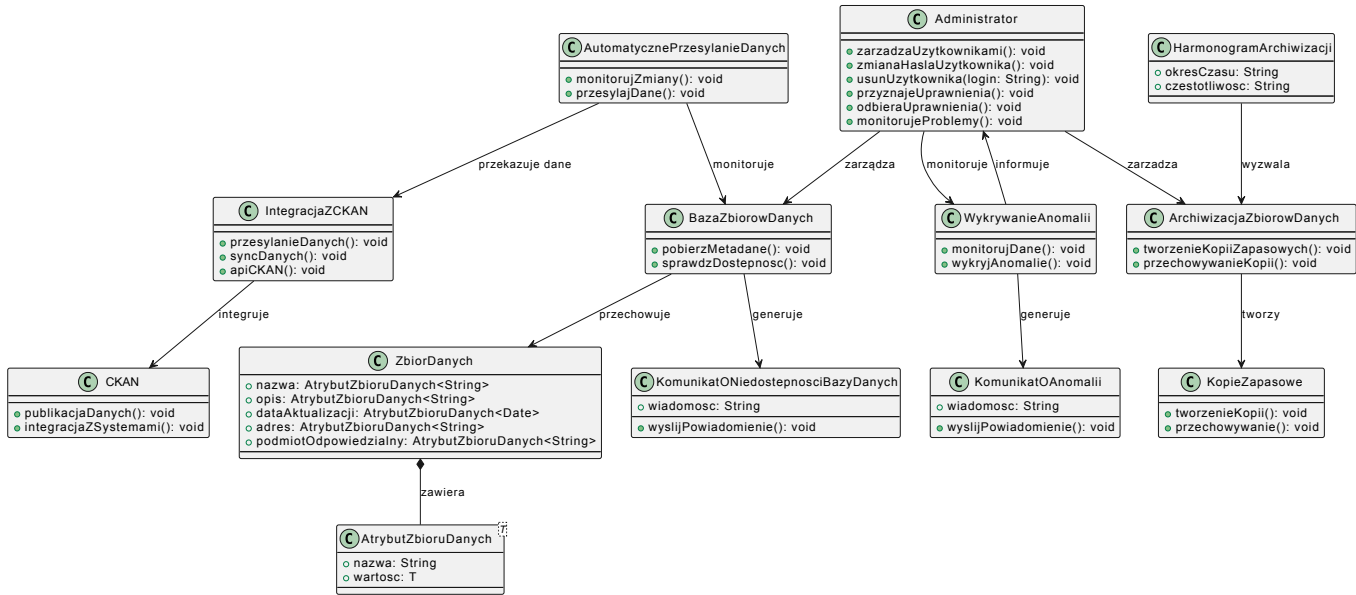 C AutomatycznePrzesylanieDanych
monitorujZmiany(): void
przesylajDane(): void
C Administrator
zarzadzaUzytkownikami(): void
zmianaHaslaUzytkownika(): void
usunUzytkownika(login: String): void
przyznajeUprawnienia(): void
odbieraUprawnienia(): void
monitorujeProblemy(): void
C HarmonogramArchiwizacji
okresCzasu: String
czestotliwosc: String
przekazuje dane
monitoruje
zarządza
monitoruje
informuje
zarzadza
wyzwala
C IntegracjaZCKAN
przesylanieDanych(): void
syncDanych(): void
apiCKAN(): void
C BazaZbiorowDanych
pobierzMetadane(): void
sprawdzDostepnosc(): void
C WykrywanieAnomalii
monitorujDane(): void
wykryjAnomalie(): void
C ArchiwizacjaZbiorowDanych
tworzenieKopiiZapasowych(): void
przechowywanieKopii(): void
integruje
przechowuje
generuje
generuje
tworzy
C CKAN
publikacjaDanych(): void
integracjaZSystemami(): void
C ZbiorDanych
nazwa: AtrybutZbioruDanych<String>
opis: AtrybutZbioruDanych<String>
dataAktualizacji: AtrybutZbioruDanych<Date>
adres: AtrybutZbioruDanych<String>
podmiotOdpowiedzialny: AtrybutZbioruDanych<String>
C KomunikatONiedostepnosciBazyDanych
wiadomosc: String
wyslijPowiadomienie(): void
C KomunikatOAnomalii
wiadomosc: String
wyslijPowiadomienie(): void
C KopieZapasowe
tworzenieKopii(): void
przechowywanie(): void
zawiera
C AtrybutZbioruDanych T
nazwa: String
wartosc: T